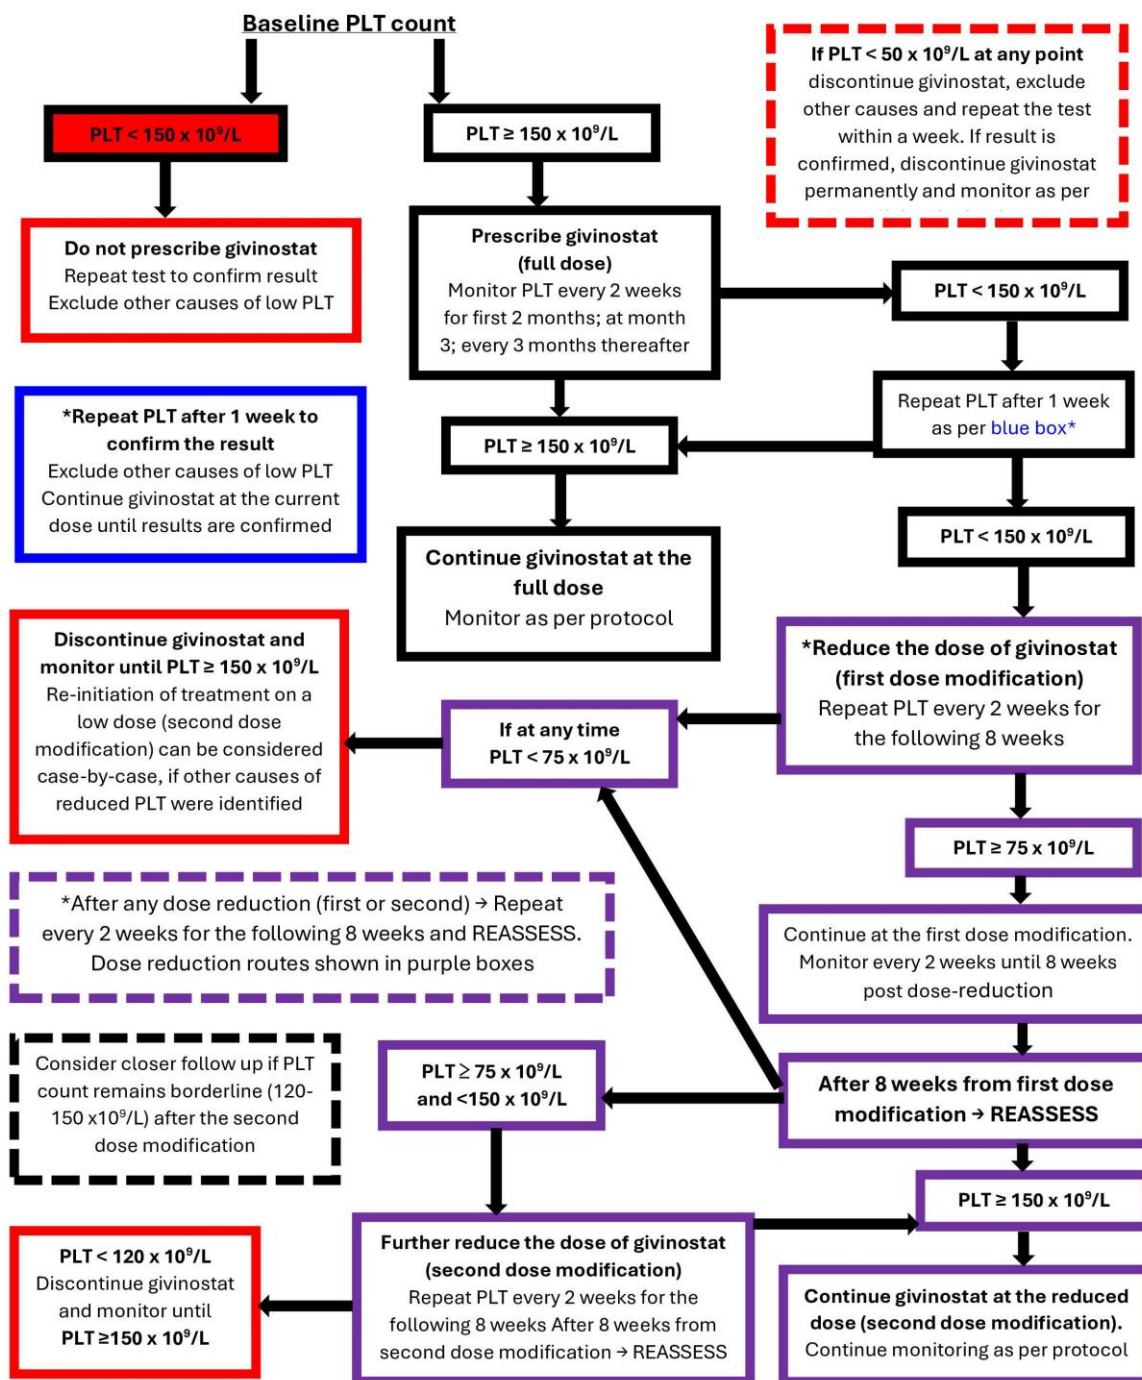 Baseline PLT count
PLT < 150 x 10⁹/L
PLT ≥ 150 x 10⁹/L
If PLT < 50 x 10⁹/L at any point
discontinue givinostat, exclude
other causes and repeat the test
within a week. If result is
confirmed, discontinue givinostat
permanently and monitor as per
Do not prescribe givinostat
Repeat test to confirm result
Exclude other causes of low PLT
Prescribe givinostat
(full dose)
Monitor PLT every 2 weeks
for first 2 months; at month
3; every 3 months thereafter
PLT < 150 x 10⁹/L
*Repeat PLT after 1 week to
confirm the result
Exclude other causes of low PLT
Continue givinostat at the current
dose until results are confirmed
PLT ≥ 150 x 10⁹/L
Repeat PLT after 1 week
as per blue box*
Continue givinostat at the
full dose
Monitor as per protocol
PLT < 150 x 10⁹/L
Discontinue givinostat and
monitor until PLT ≥ 150 x 10⁹/L
Re-initiation of treatment on a
low dose (second dose
modification) can be considered
case-by-case, if other causes of
reduced PLT were identified
If at any time
PLT < 75 x 10⁹/L
*Reduce the dose of givinostat
(first dose modification)
Repeat PLT every 2 weeks for
the following 8 weeks
PLT ≥ 75 x 10⁹/L
*After any dose reduction (first or second) → Repeat
every 2 weeks for the following 8 weeks and REASSESS.
Dose reduction routes shown in purple boxes
Continue at the first dose modification.
Monitor every 2 weeks until 8 weeks
post dose-reduction
Consider closer follow up if PLT
count remains borderline (120-
150 x10⁹/L) after the second
dose modification
PLT ≥ 75 x 10⁹/L
and <150 x 10⁹/L
After 8 weeks from first dose
modification → REASSESS
PLT ≥ 150 x 10⁹/L
PLT < 120 x 10⁹/L
Discontinue givinostat
and monitor until
PLT ≥150 x 10⁹/L
Further reduce the dose of givinostat
(second dose modification)
Repeat PLT every 2 weeks for the
following 8 weeks After 8 weeks from
second dose modification → REASSESS
Continue givinostat at the reduced
dose (second dose modification).
Continue monitoring as per protocol